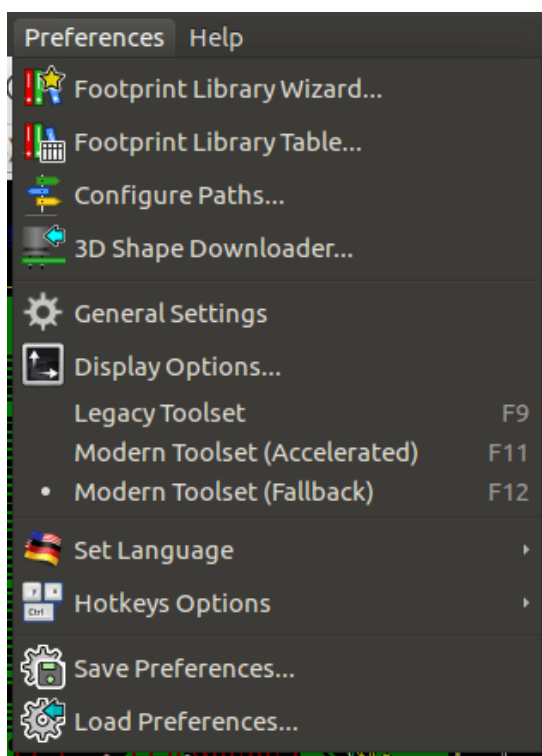 Preferences Help
Footprint Library Wizard...
Footprint Library Table...
Configure Paths...
3D Shape Downloader...
General Settings
Display Options...
Legacy Toolset F9
Modern Toolset (Accelerated) F11
Modern Toolset (Fallback) F12
Set Language
Hotkeys Options
Save Preferences...
Load Preferences...